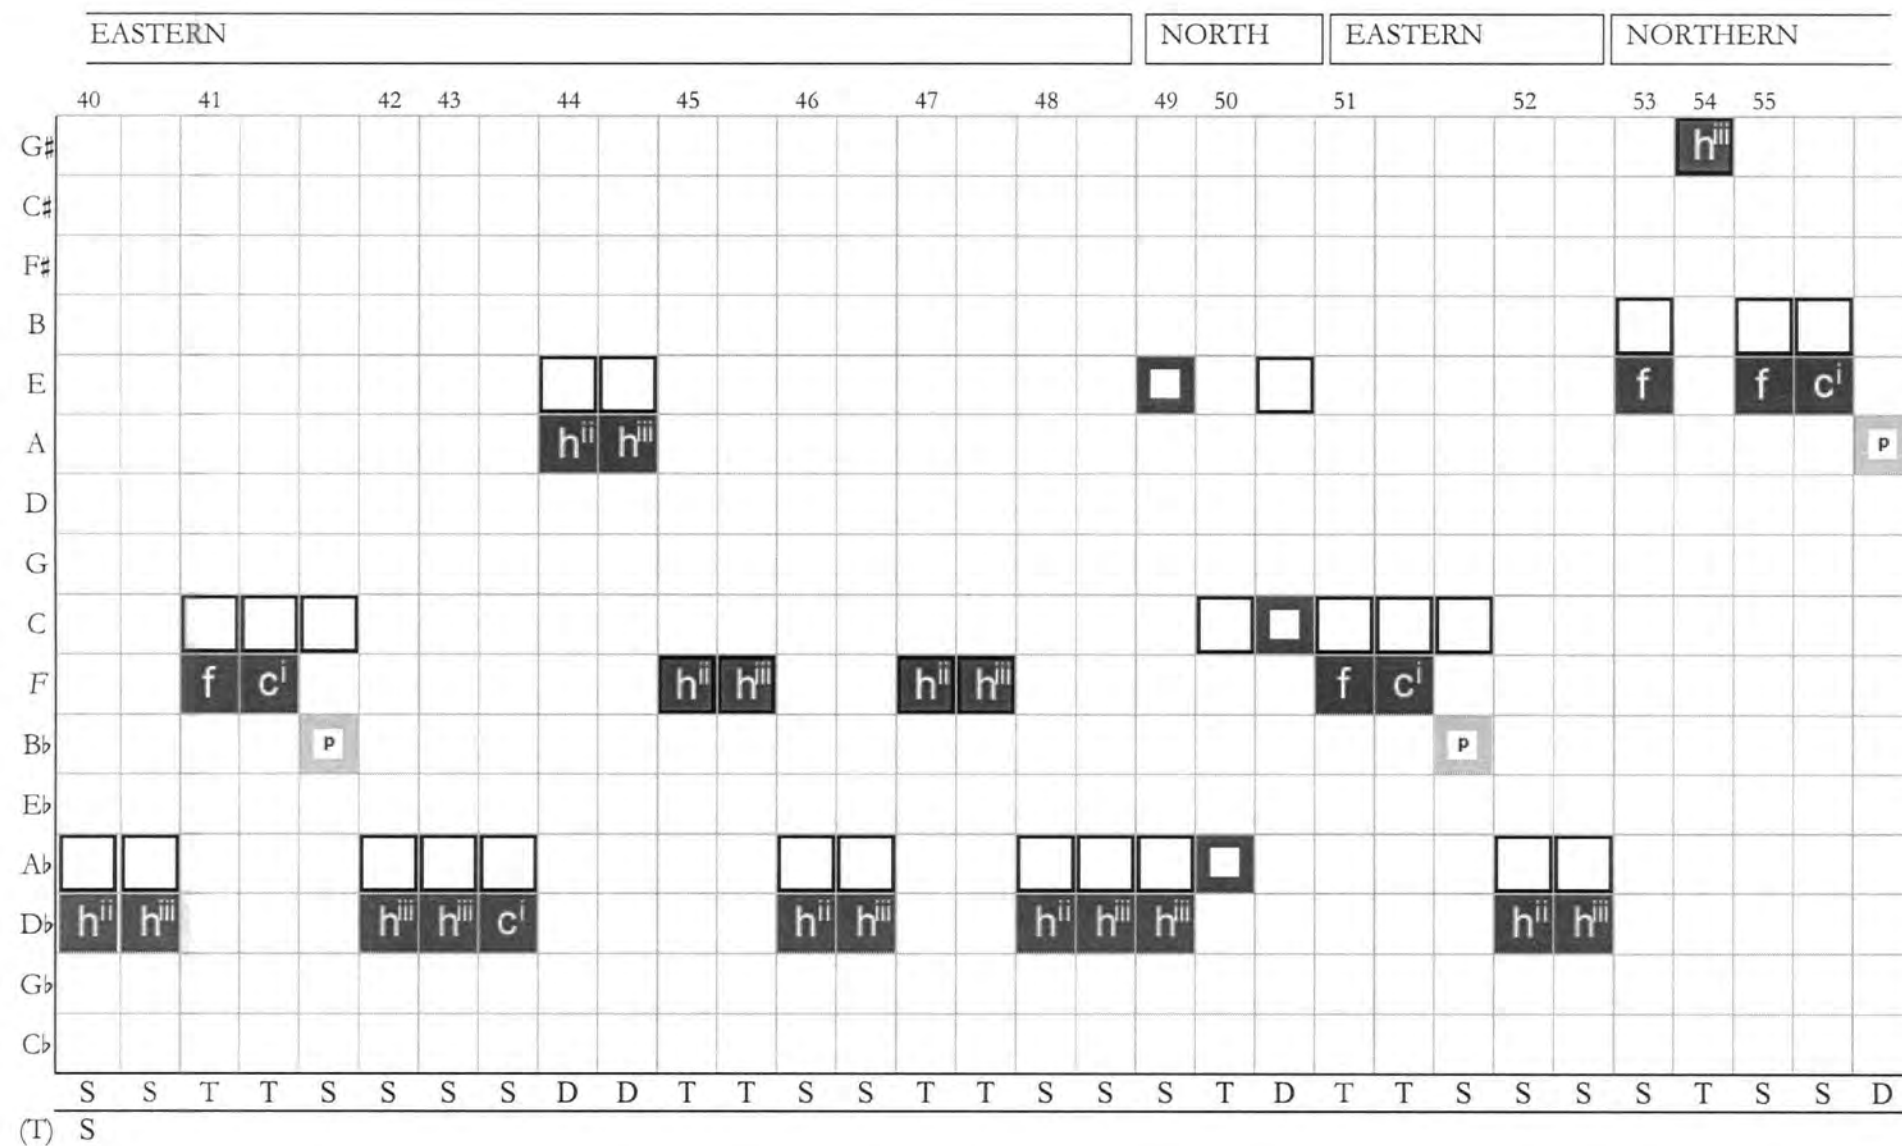 EASTERN NORTH EASTERN NORTHERN
40 41 42 43 44 45 46 47 48 49 50 51 52 53 54 55
G♯ hⁱⁱⁱ
C♯
F♯
B
E f f cⁱ
A hⁱⁱ hⁱⁱⁱ p
D
G
C
F f cⁱ hⁱⁱ hⁱⁱⁱ hⁱⁱ hⁱⁱⁱ f cⁱ
B♭ p p
E♭
A♭
D♭ hⁱⁱ hⁱⁱⁱ hⁱⁱⁱ hⁱⁱⁱ cⁱ hⁱⁱ hⁱⁱⁱ hⁱⁱ hⁱⁱⁱ hⁱⁱⁱ hⁱⁱ hⁱⁱⁱ
G♭
C♭
S S T T S S S S D D T T S S T T S S S T D T T S S S S T S S D
(T) S